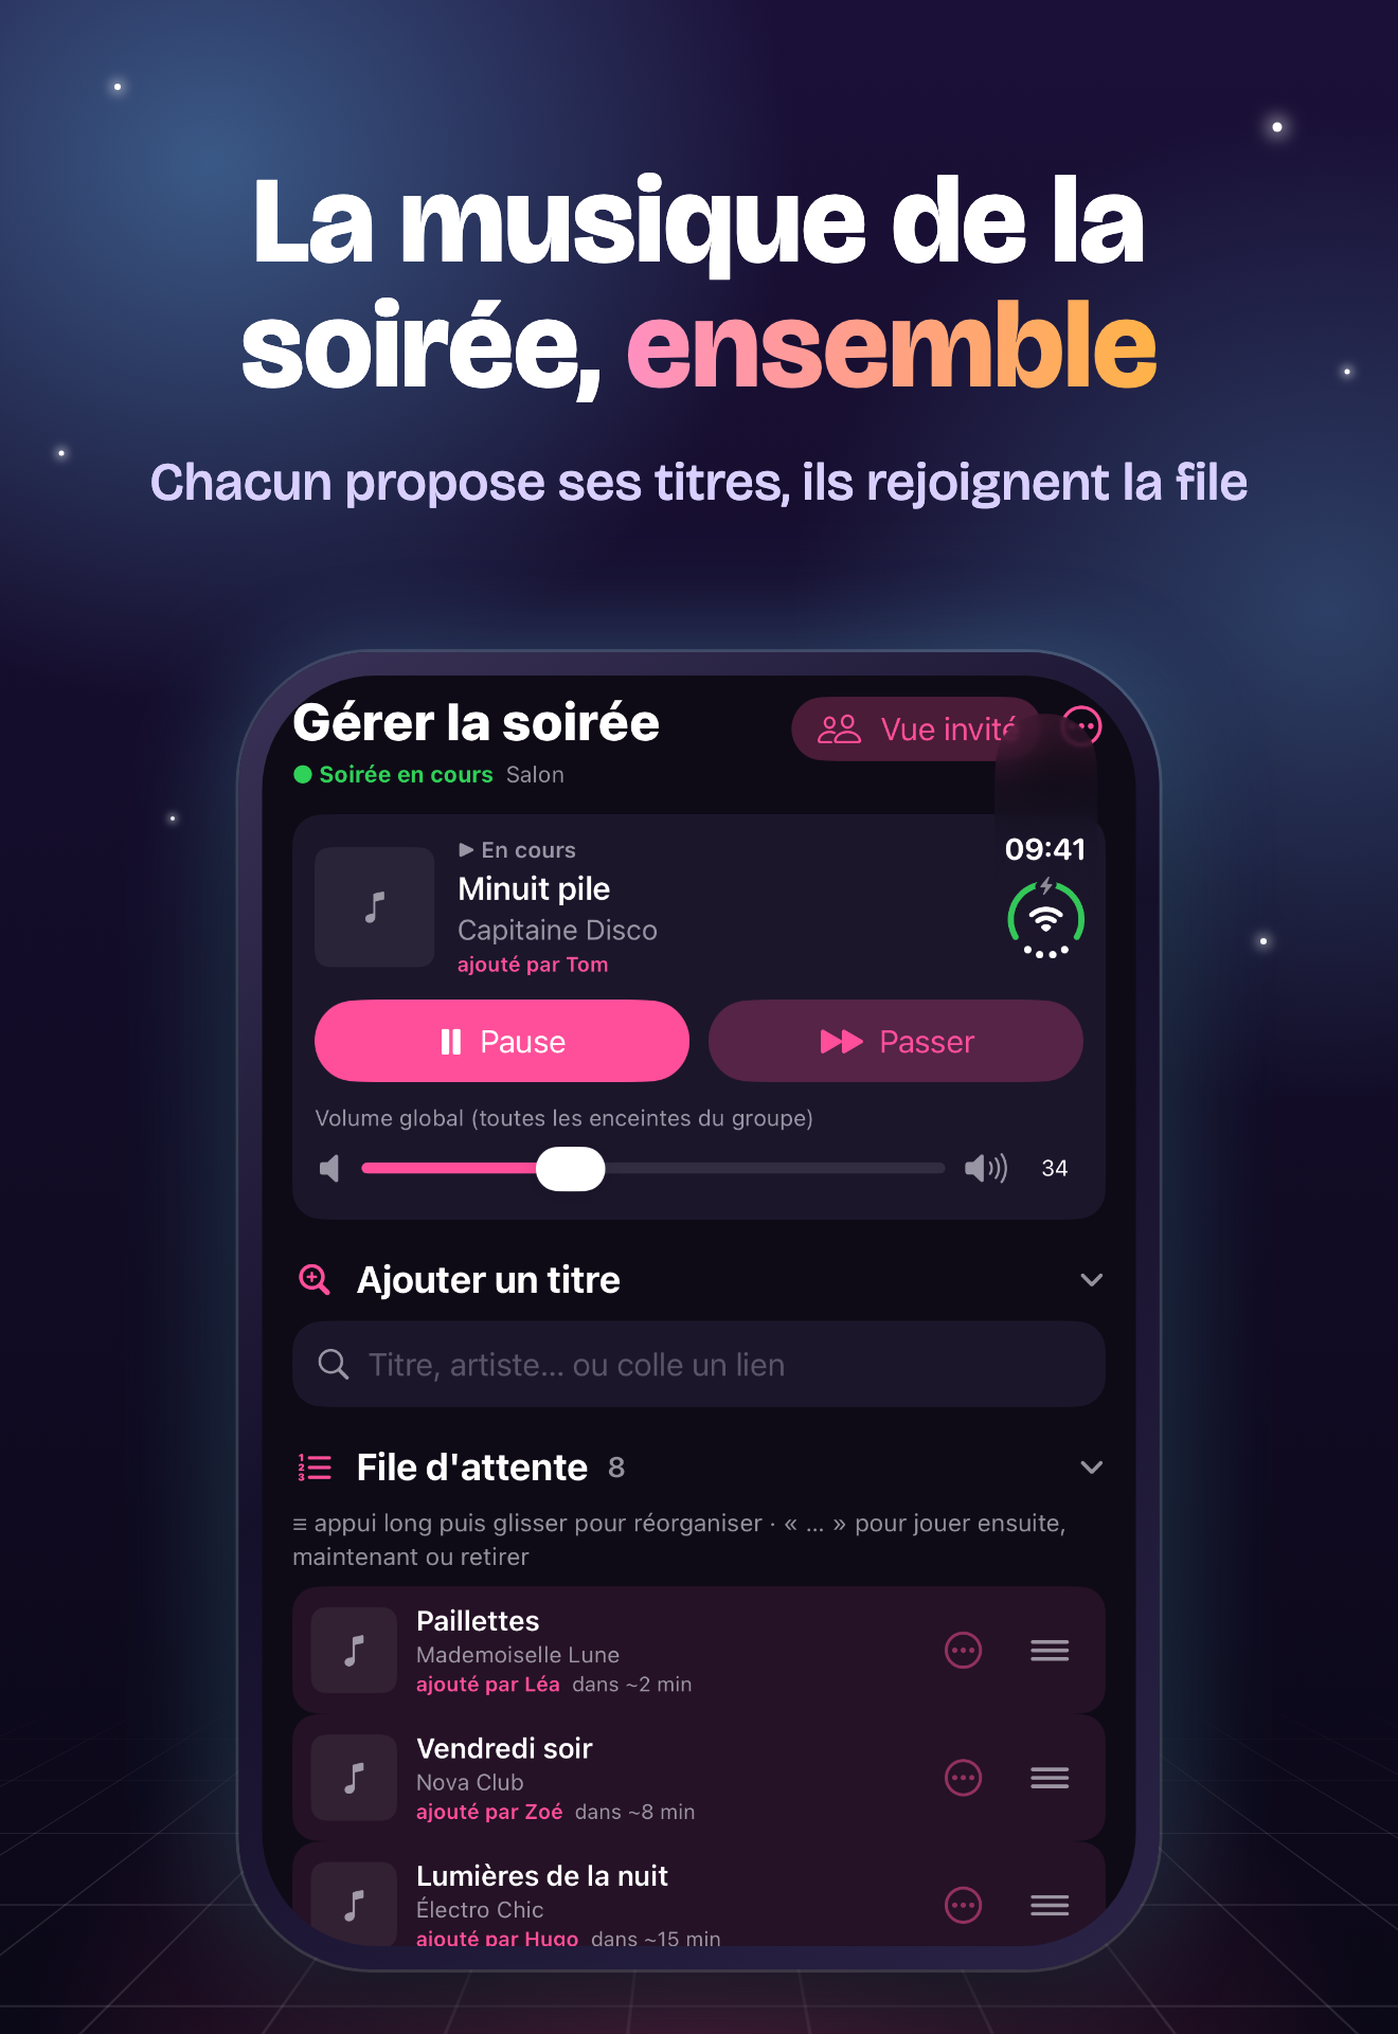 La musique de la
soirée, ensemble
Chacun propose ses titres, ils rejoignent la file
Gérer la soirée
Vue invité
Soirée en cours Salon
En cours
09:41
Minuit pile
Capitaine Disco
ajouté par Tom
Pause
Passer
Volume global (toutes les enceintes du groupe)
34
Ajouter un titre
Titre, artiste... ou colle un lien
File d'attente 8
≡ appui long puis glisser pour réorganiser · « ... » pour jouer ensuite,
maintenant ou retirer
Paillettes
Mademoiselle Lune
ajouté par Léa dans ~2 min
Vendredi soir
Nova Club
ajouté par Zoé dans ~8 min
Lumières de la nuit
Électro Chic
ajouté par Hugo dans ~15 min